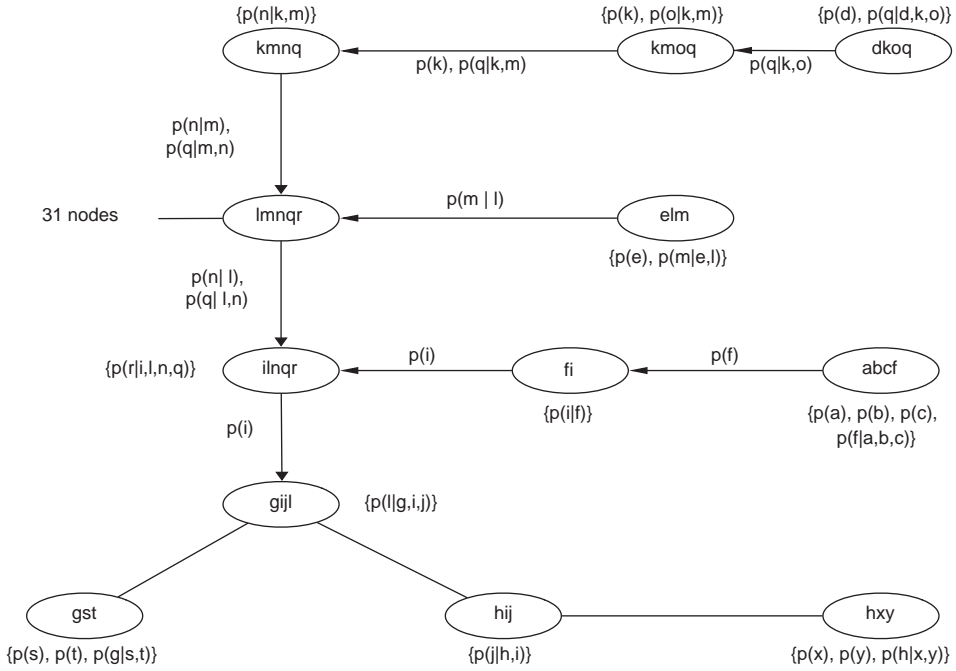 {p(n|k,m)}
{p(k), p(o|k,m)}
{p(d), p(q|d,k,o)}
kmnq
kmoq
dkoq
p(k), p(q|k,m)
p(q|k,o)
p(n|m),
p(q|m,n)
p(m | l)
31 nodes
lmnqr
elm
{p(e), p(m|e,l)}
p(n| l),
p(q| l,n)
{p(r|i,l,n,q)}
ilnqr
p(i)
fi
p(f)
abcf
{p(i|f)}
{p(a), p(b), p(c),
p(f|a,b,c)}
p(i)
gijl
{p(l|g,i,j)}
gst
hij
hxy
{p(s), p(t), p(g|s,t)}
{p(j|h,i)}
{p(x), p(y), p(h|x,y)}